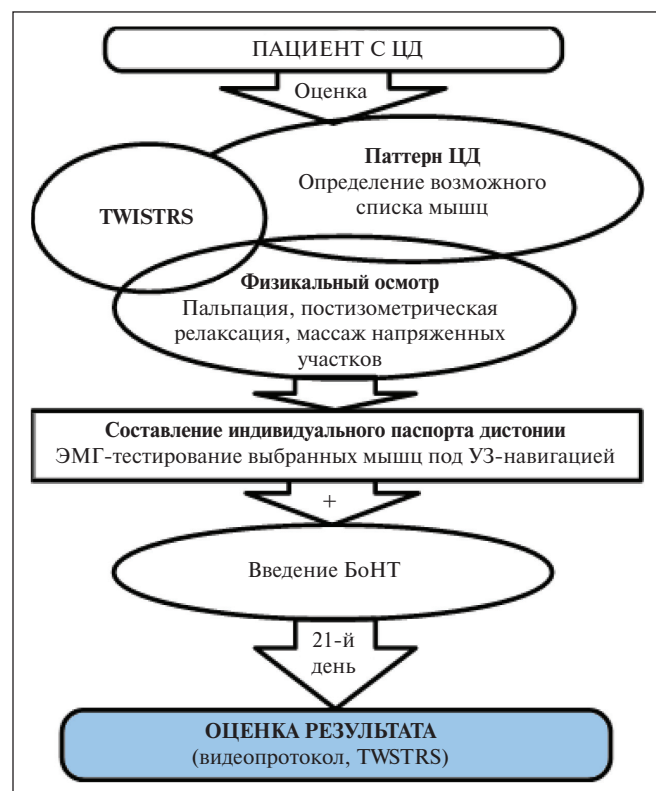 ПАЦИЕНТ С ЦД
Оценка
Паттерн ЦД
Определение возможного
списка мышц
TWISTRS
Физикальный осмотр
Пальпация, постизометрическая
релаксация, массаж напряженных
участков
Составление индивидуального паспорта дистонии
ЭМГ-тестирование выбранных мышц под УЗ-навигацией
+
Введение БоНТ
21-й
день
ОЦЕНКА РЕЗУЛЬТАТА
(видеопротокол, TWSTRS)